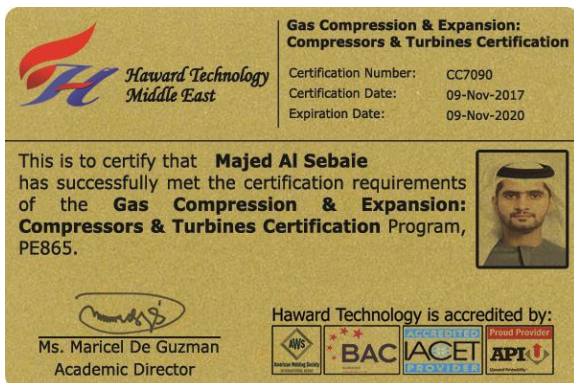 Haward Technology
Middle East
Gas Compression & Expansion:
Compressors & Turbines Certification
Certification Number: CC7090
Certification Date: 09-Nov-2017
Expiration Date: 09-Nov-2020
This is to certify that Majed Al Sebaie
has successfully met the certification requirements
of the Gas Compression & Expansion:
Compressors & Turbines Certification Program,
PE865.
Ms. Maricel De Guzman
Academic Director
Haward Technology is accredited by:
AWS
American Welding Society
BAC
ACCREDITED
IACET
PROVIDER
Proud Provider
API U